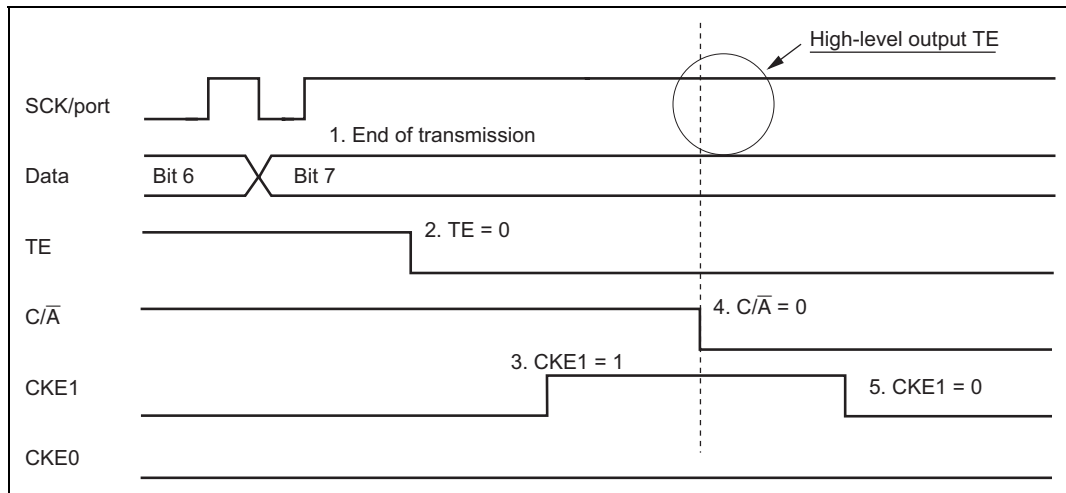 High-level output TE
SCK/port
1. End of transmission
Data
Bit 6
Bit 7
TE
2. TE = 0
C/A̅
4. C/A̅ = 0
3. CKE1 = 1
CKE1
5. CKE1 = 0
CKE0